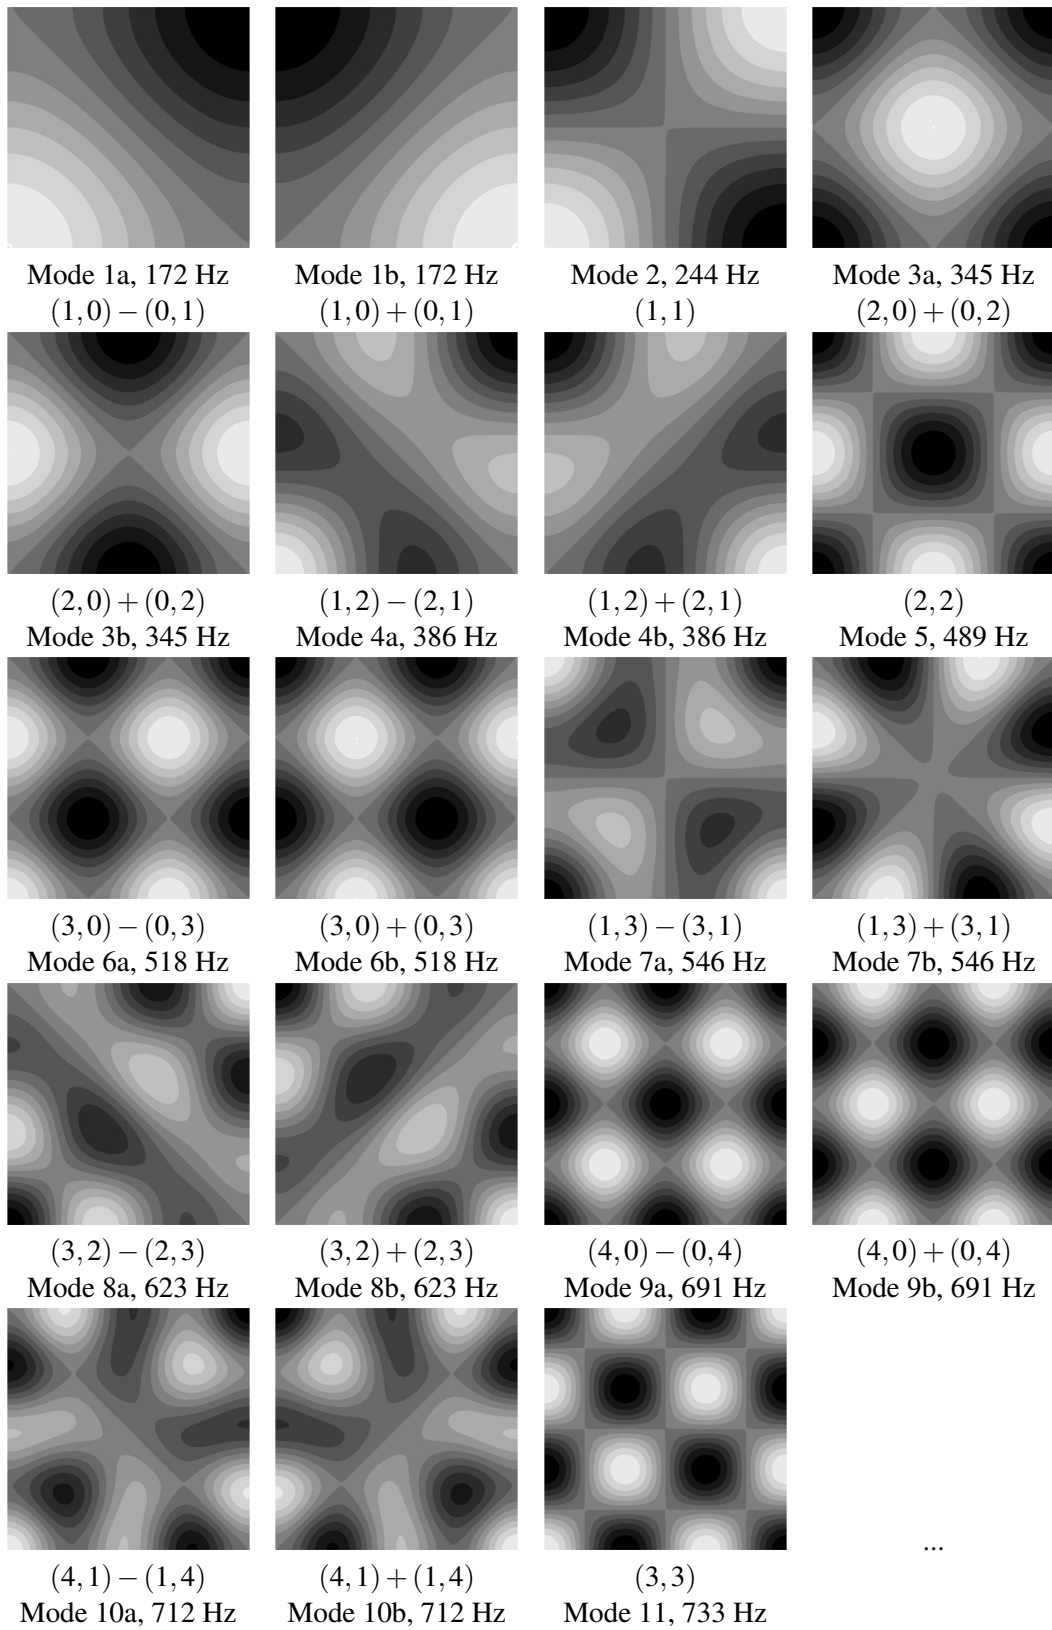 Mode 1a, 172 Hz Mode 1b, 172 Hz Mode 2, 244 Hz Mode 3a, 345 Hz
(1,0) − (0,1) (1,0) + (0,1) (1,1) (2,0) + (0,2)
(2,0) + (0,2) (1,2) − (2,1) (1,2) + (2,1) (2,2)
Mode 3b, 345 Hz Mode 4a, 386 Hz Mode 4b, 386 Hz Mode 5, 489 Hz
(3,0) − (0,3) (3,0) + (0,3) (1,3) − (3,1) (1,3) + (3,1)
Mode 6a, 518 Hz Mode 6b, 518 Hz Mode 7a, 546 Hz Mode 7b, 546 Hz
(3,2) − (2,3) (3,2) + (2,3) (4,0) − (0,4) (4,0) + (0,4)
Mode 8a, 623 Hz Mode 8b, 623 Hz Mode 9a, 691 Hz Mode 9b, 691 Hz
...
(4,1) − (1,4) (4,1) + (1,4) (3,3)
Mode 10a, 712 Hz Mode 10b, 712 Hz Mode 11, 733 Hz